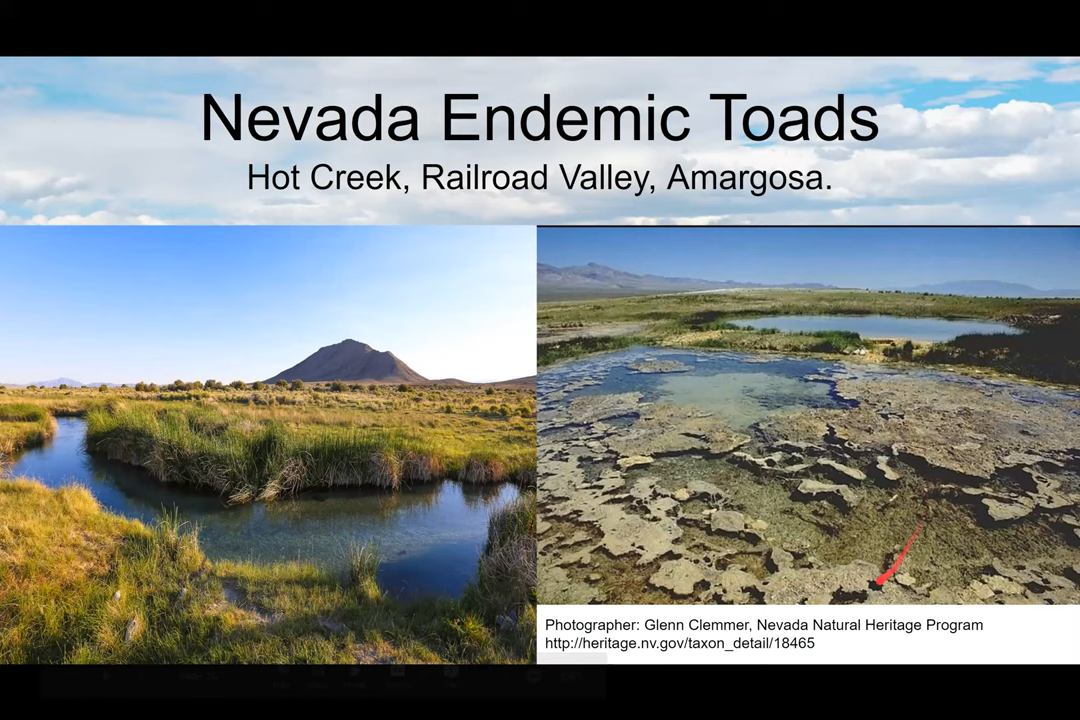 Nevada Endemic Toads
Hot Creek, Railroad Valley, Amargosa.
Photographer: Glenn Clemmer, Nevada Natural Heritage Program
http://heritage.nv.gov/taxon_detail/18465